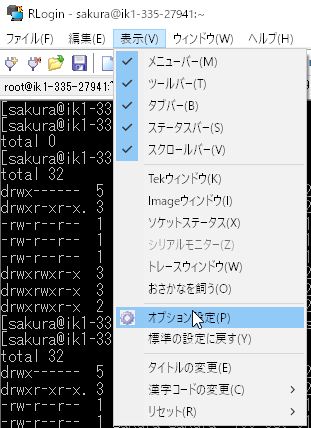 RLogin - sakura@ik1-335-27941:~
ファイル(F) 編集(E) 表示(V) ウィンドウ(W) ヘルプ(H)
root@ik1-335-27941:
メニューバー(M)
ツールバー(T)
タブバー(B)
ステータスバー(S)
スクロールバー(V)
Tekウィンドウ(K)
Imageウィンドウ(I)
ソケットステータス(X)
シリアルモニター(Z)
トレースウィンドウ(W)
おさかなを飼う(O)
オプション設定(P)
標準の設定に戻す(Y)
タイトルの変更(E)
漢字コードの変更(C)
リセット(R)
[sakura@ik1-33
total 0
[sakura@ik1-33
total 32
drwx------ 5
drwxr-xr-x. 3
-rw-r--r-- 1
-rw-r--r-- 1
-rw-r--r-- 1
drwxrwxr-x 3
drwx------ 3
drwxrwxr-x 2
[sakura@ik1-33
[sakura@ik1-33
total 32
drwx------ 5
drwxr-xr-x. 3
-rw-------. 1
-rw-r--r-- 1